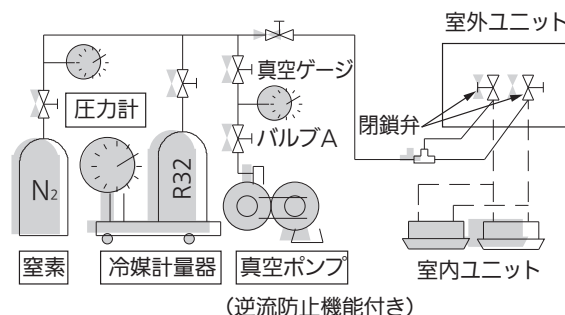 室外ユニット
真空ゲージ
圧力計
閉鎖弁
バルブA
N₂
R32
窒素
冷媒計量器
真空ポンプ
室内ユニット
(逆流防止機能付き)